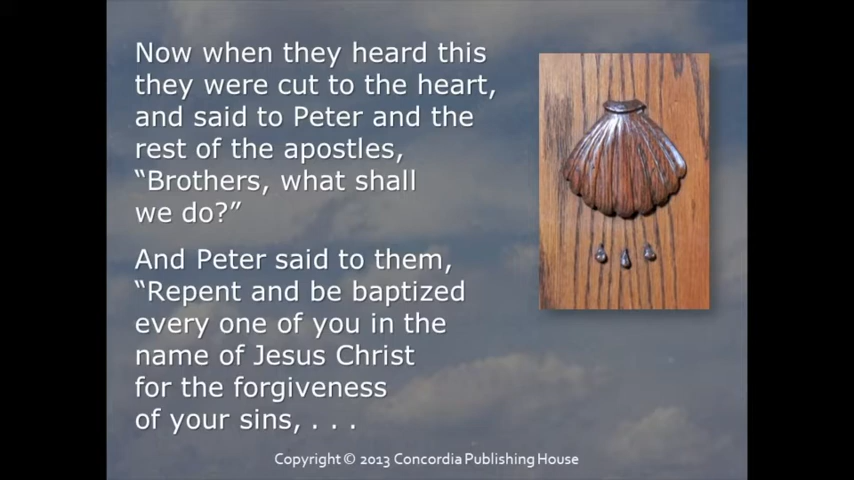 Now when they heard this
they were cut to the heart,
and said to Peter and the
rest of the apostles,
“Brothers, what shall
we do?”
And Peter said to them,
“Repent and be baptized
every one of you in the
name of Jesus Christ
for the forgiveness
of your sins, . . .
Copyright © 2013 Concordia Publishing House